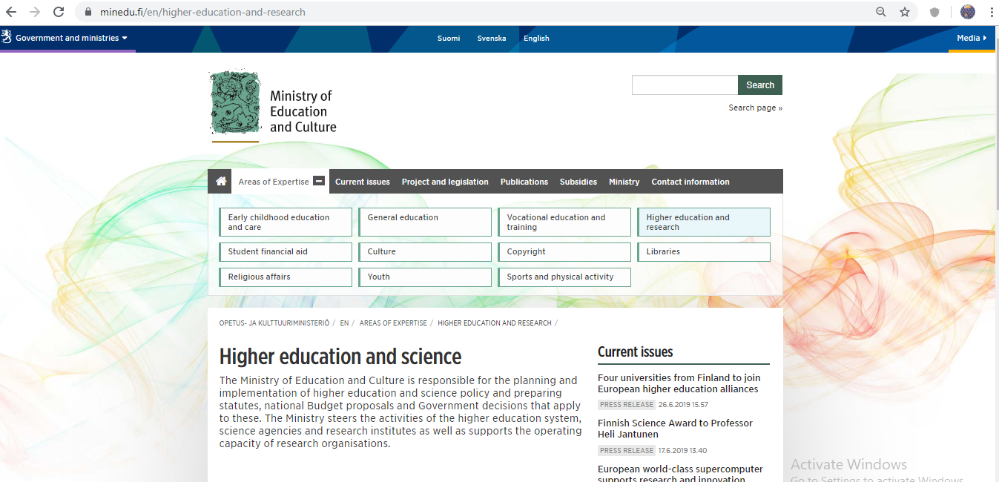 minedu.fi/en/higher-education-and-research
Government and ministries
Suomi
Svenska
English
Media
Ministry of
Education
and Culture
Search
Search page »
Areas of Expertise
Current issues
Project and legislation
Publications
Subsidies
Ministry
Contact information
Early childhood education
and care
General education
Vocational education and
training
Higher education and
research
Student financial aid
Culture
Copyright
Libraries
Religious affairs
Youth
Sports and physical activity
OPETUS- JA KULTTUURIMINISTERIÖ / EN / AREAS OF EXPERTISE / HIGHER EDUCATION AND RESEARCH /
Higher education and science
The Ministry of Education and Culture is responsible for the planning and
implementation of higher education and science policy and preparing
statutes, national Budget proposals and Government decisions that apply
to these. The Ministry steers the activities of the higher education system,
science agencies and research institutes as well as supports the operating
capacity of research organisations.
Current issues
Four universities from Finland to join
European higher education alliances
PRESS RELEASE 26.6.2019 15.57
Finnish Science Award to Professor
Heli Jantunen
PRESS RELEASE 17.6.2019 13.40
European world-class supercomputer
supports research and innovation
Activate Windows
Go to Settings to activate Windows.